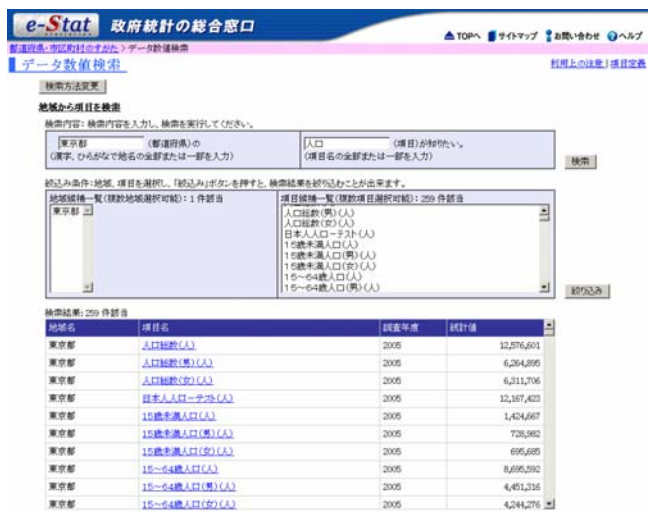 e-Stat 政府統計の総合窓口
TOPへ サイトマップ お問い合わせ ヘルプ
都道府県・市区町村のすがた > データ数値検索
データ数値検索
利用上の注意 | 項目定義
検索方法変更
地域から項目を検索
検索内容: 検索内容を入力し、検索を実行してください。
東京都 (都道府県)の
(漢字、ひらがなで地名の全部または一部を入力)
人口 (項目)が知りたい。
(項目名の全部または一部を入力)
検索
絞込み条件:地域、項目を選択し、「絞込み」ボタンを押すと、検索結果を絞り込むことが出来ます。
地域候補一覧(複数地域選択可能): 1 件該当
東京都
項目候補一覧(複数項目選択可能): 259 件該当
人口総数(男)(人)
人口総数(女)(人)
日本人人口-テスト(人)
15歳未満人口(人)
15歳未満人口(男)(人)
15歳未満人口(女)(人)
15~64歳人口(人)
15~64歳人口(男)(人)
絞り込み
検索結果: 259 件該当
地域名 項目名 調査年度 統計値
東京都 人口総数(人) 2005 12,576,601
東京都 人口総数(男)(人) 2005 6,264,895
東京都 人口総数(女)(人) 2005 6,311,706
東京都 日本人人口-テスト(人) 2005 12,167,423
東京都 15歳未満人口(人) 2005 1,424,667
東京都 15歳未満人口(男)(人) 2005 728,982
東京都 15歳未満人口(女)(人) 2005 695,685
東京都 15~64歳人口(人) 2005 8,695,592
東京都 15~64歳人口(男)(人) 2005 4,451,316
東京都 15~64歳人口(女)(人) 2005 4,244,276